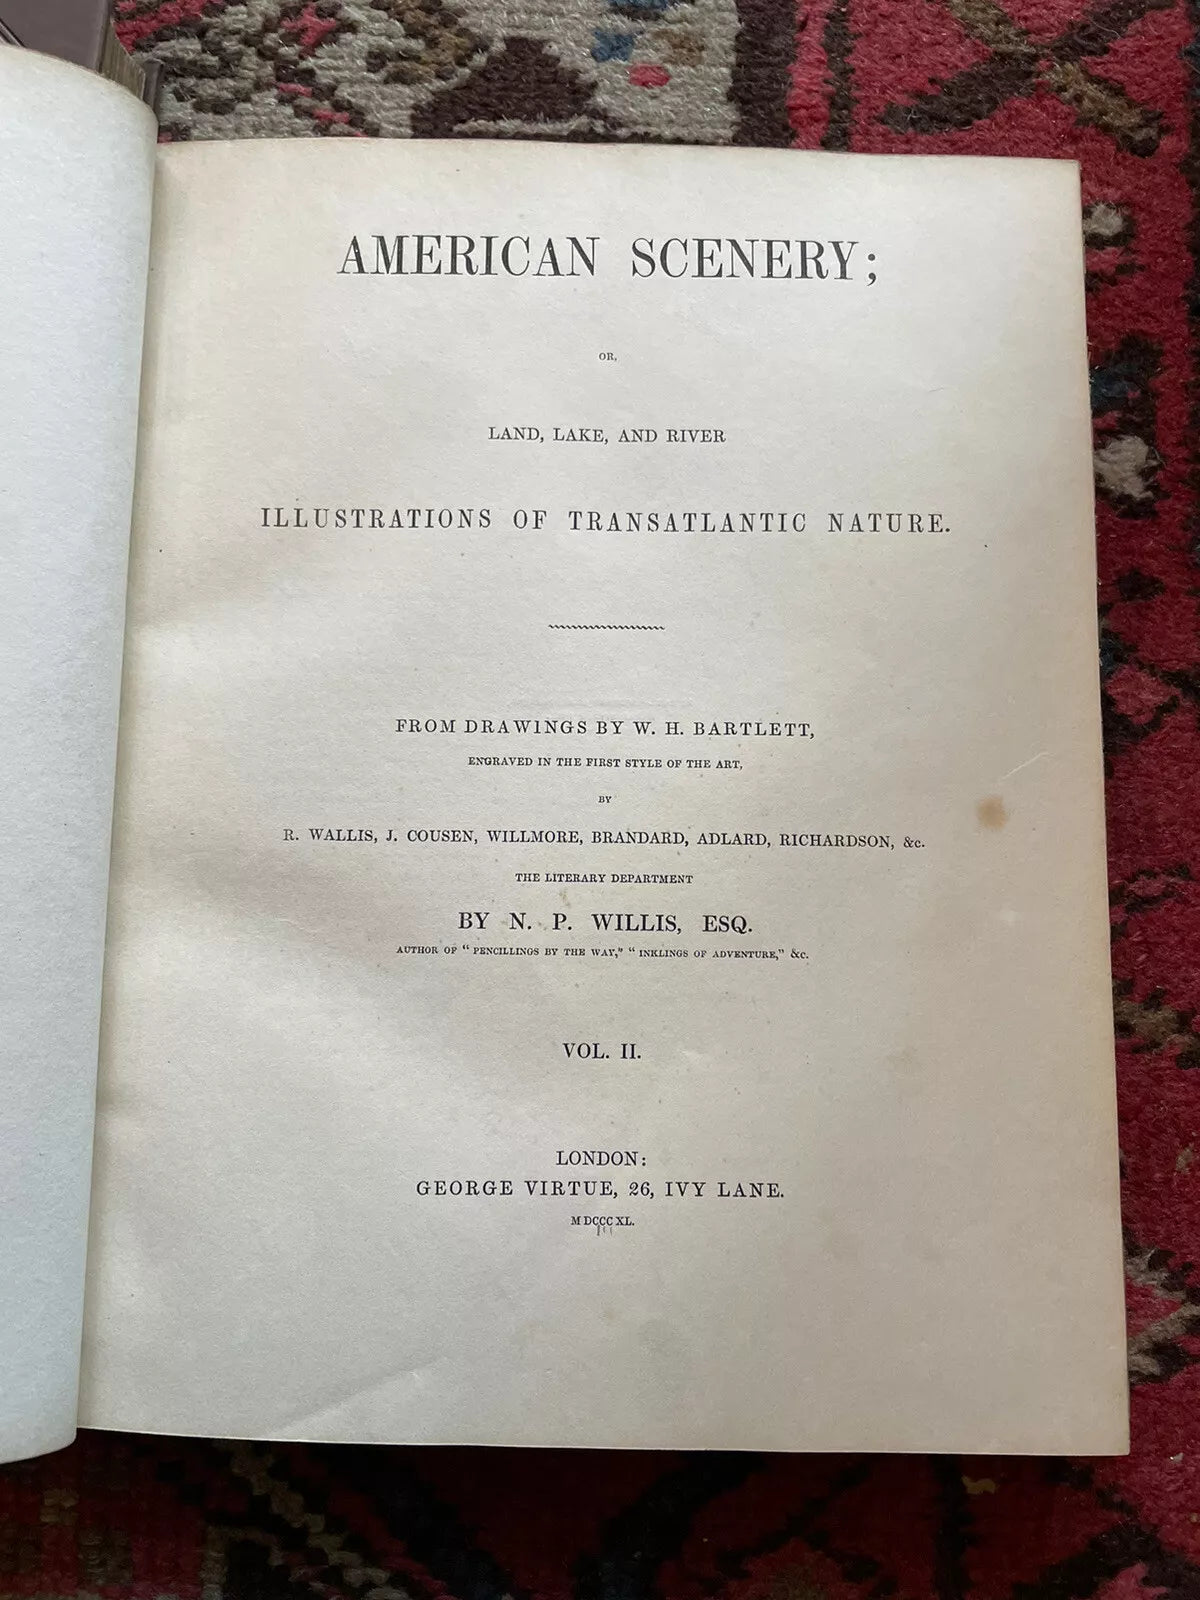 AMERICAN SCENERY;
OR,
LAND, LAKE, AND RIVER
ILLUSTRATIONS OF TRANSATLANTIC NATURE.
FROM DRAWINGS BY W. H. BARTLETT,
ENGRAVED IN THE FIRST STYLE OF THE ART,
BY
R. WALLIS, J. COUSEN, WILLMORE, BRANDARD, ADLARD, RICHARDSON, &c.
THE LITERARY DEPARTMENT
BY N. P. WILLIS, ESQ.
AUTHOR OF "PENCILLINGS BY THE WAY," "INKLINGS OF ADVENTURE," &c.
VOL. II.
LONDON:
GEORGE VIRTUE, 26, IVY LANE.
MDCCCXL.